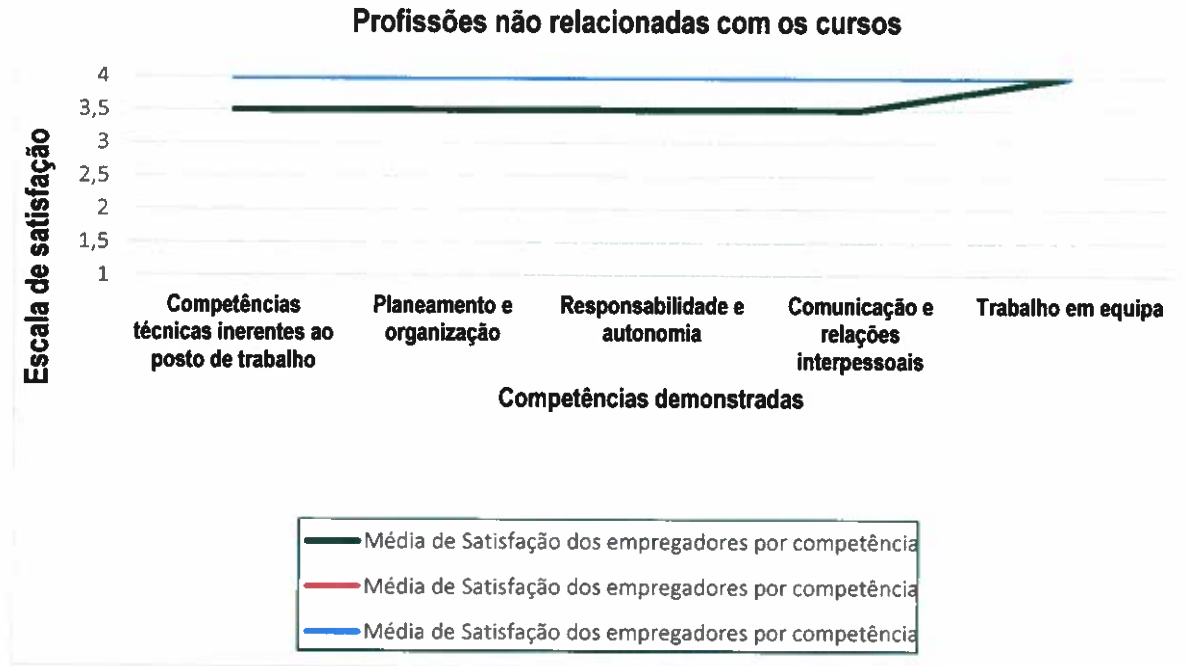 Profissões não relacionadas com os cursos
Escala de satisfação
4
3,5
3
2,5
2
1,5
1
Competências
técnicas inerentes ao
posto de trabalho
Planeamento e
organização
Responsabilidade e
autonomia
Comunicação e
relações
interpessoais
Trabalho em equipa
Competências demonstradas
Média de Satisfação dos empregadores por competência
Média de Satisfação dos empregadores por competência
Média de Satisfação dos empregadores por competência